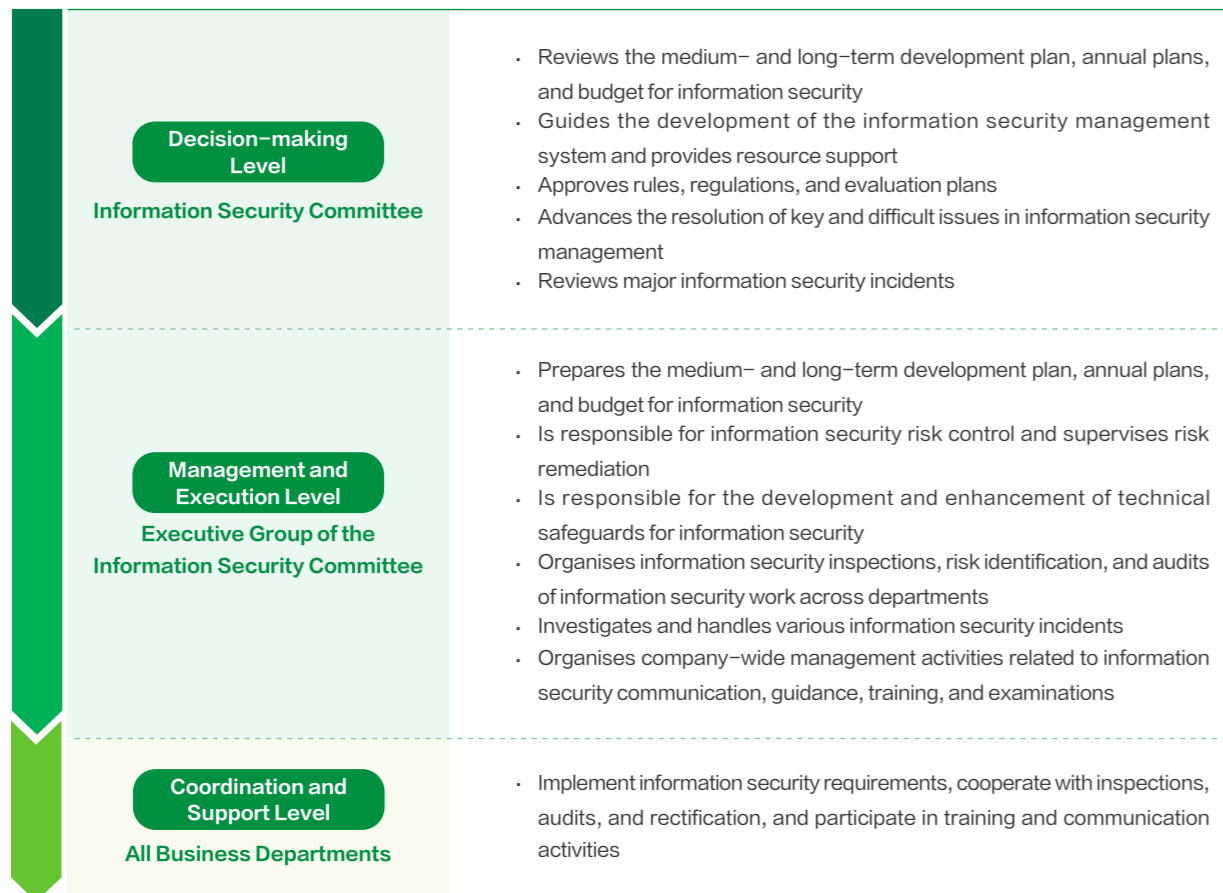 Decision-making
Level
Information Security Committee
· Reviews the medium- and long-term development plan, annual plans,
and budget for information security
· Guides the development of the information security management
system and provides resource support
· Approves rules, regulations, and evaluation plans
· Advances the resolution of key and difficult issues in information security
management
· Reviews major information security incidents
Management and
Execution Level
Executive Group of the
Information Security Committee
· Prepares the medium- and long-term development plan, annual plans,
and budget for information security
· Is responsible for information security risk control and supervises risk
remediation
· Is responsible for the development and enhancement of technical
safeguards for information security
· Organises information security inspections, risk identification, and audits
of information security work across departments
· Investigates and handles various information security incidents
· Organises company-wide management activities related to information
security communication, guidance, training, and examinations
Coordination and
Support Level
All Business Departments
· Implement information security requirements, cooperate with inspections,
audits, and rectification, and participate in training and communication
activities